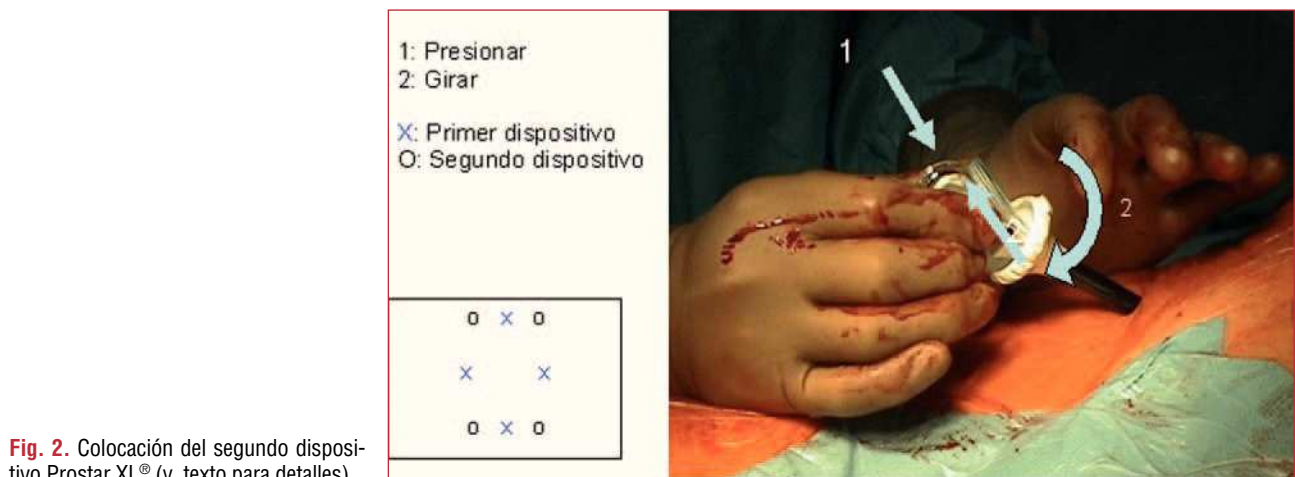 1: Presionar
2: Girar
X: Primer dispositivo
O: Segundo dispositivo
O X O
X X
O X O
1
2
Fig. 2. Colocación del segundo disposi-
tivo Prostar XL® (v. texto para detalles).